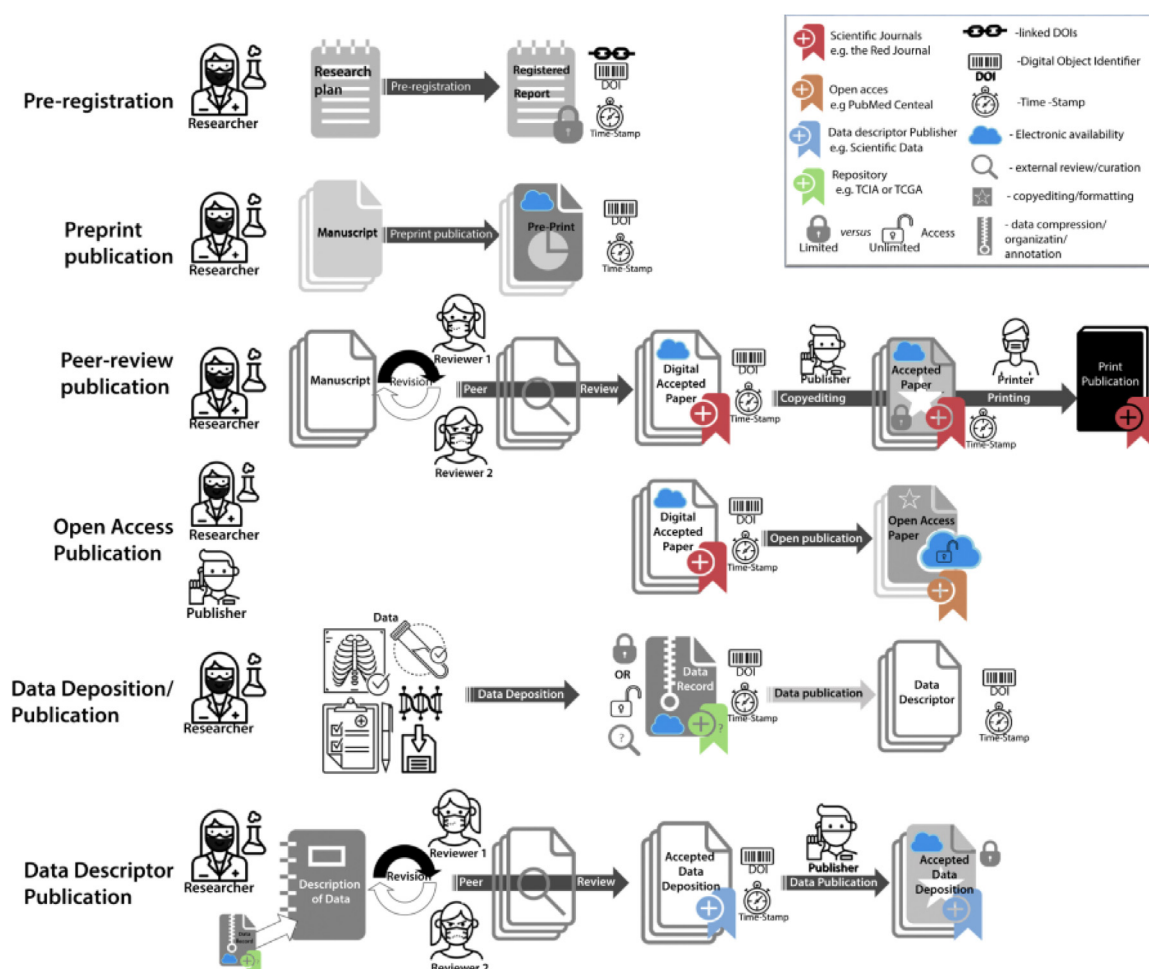 Pre-registration
Researcher
Research
plan
Pre-registration
Registered
Report
DOI
Time-Stamp
Scientific Journals
e.g. the Red Journal
Open acces
e.g PubMed Centeal
Data descriptor Publisher
e.g. Scientific Data
Repository
e.g. TCIA or TCGA
Limited versus Unlimited Access
-linked DOIs
DOI
-Digital Object Identifier
-Time -Stamp
- Electronic availability
- external review/curation
- copyediting/formatting
- data compression/
organizatin/
annotation
Preprint
publication
Researcher
Manuscript
Preprint publication
Pre-Print
DOI
Time-Stamp
Peer-review
publication
Researcher
Manuscript
Revision
Reviewer 1
Reviewer 2
Peer Review
Digital
Accepted
Paper
DOI
Time-Stamp
Publisher
Copyediting
Accepted
Paper
Time-Stamp
Printer
Printing
Print
Publication
Open Access
Publication
Researcher
Publisher
Digital
Accepted
Paper
DOI
Time-Stamp
Open publication
Open Access
Paper
Data Deposition/
Publication
Researcher
Data
Data Deposition
OR
?
Data
Record
?
DOI
Time-Stamp
Data publication
Data
Descriptor
DOI
Time-Stamp
Data Descriptor
Publication
Researcher
Data
Record
?
Description
of Data
Revision
Reviewer 1
Reviewer 2
Peer Review
Accepted
Data
Deposition
DOI
Time-Stamp
Publisher
Data Publication
Accepted
Data
Deposition